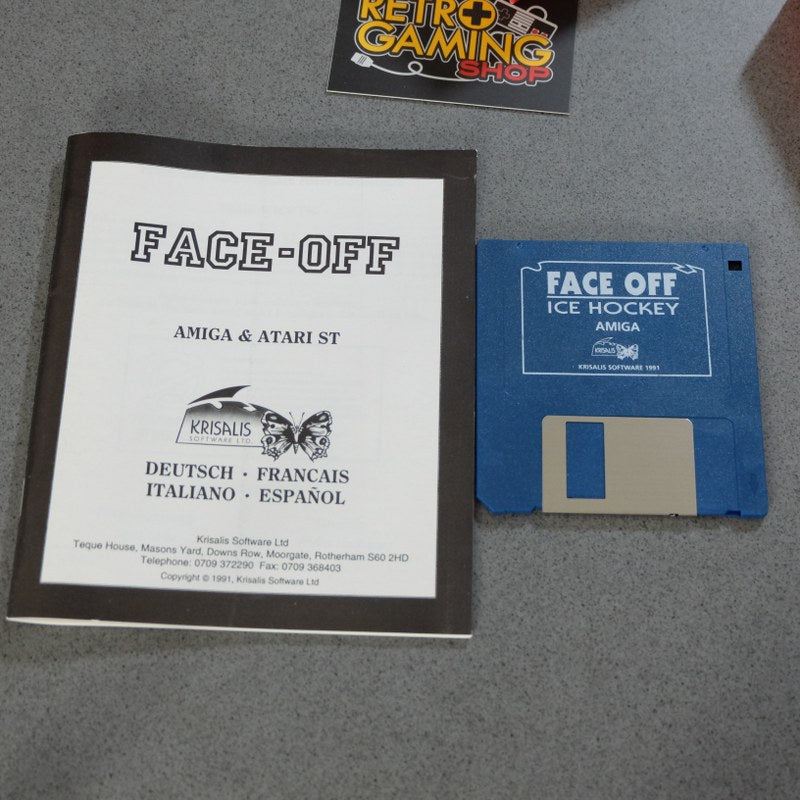 RETRO
GAMING
SHOP
FACE-OFF
AMIGA & ATARI ST
KRISALIS
SOFTWARE LTD.
DEUTSCH · FRANCAIS
ITALIANO · ESPAÑOL
Krisalis Software Ltd
Teque House, Masons Yard, Downs Row, Moorgate, Rotherham S60 2HD
Telephone: 0709 372290 Fax: 0709 368403
Copyright © 1991, Krisalis Software Ltd
FACE OFF
ICE HOCKEY
AMIGA
KRISALIS
KRISALIS SOFTWARE 1991